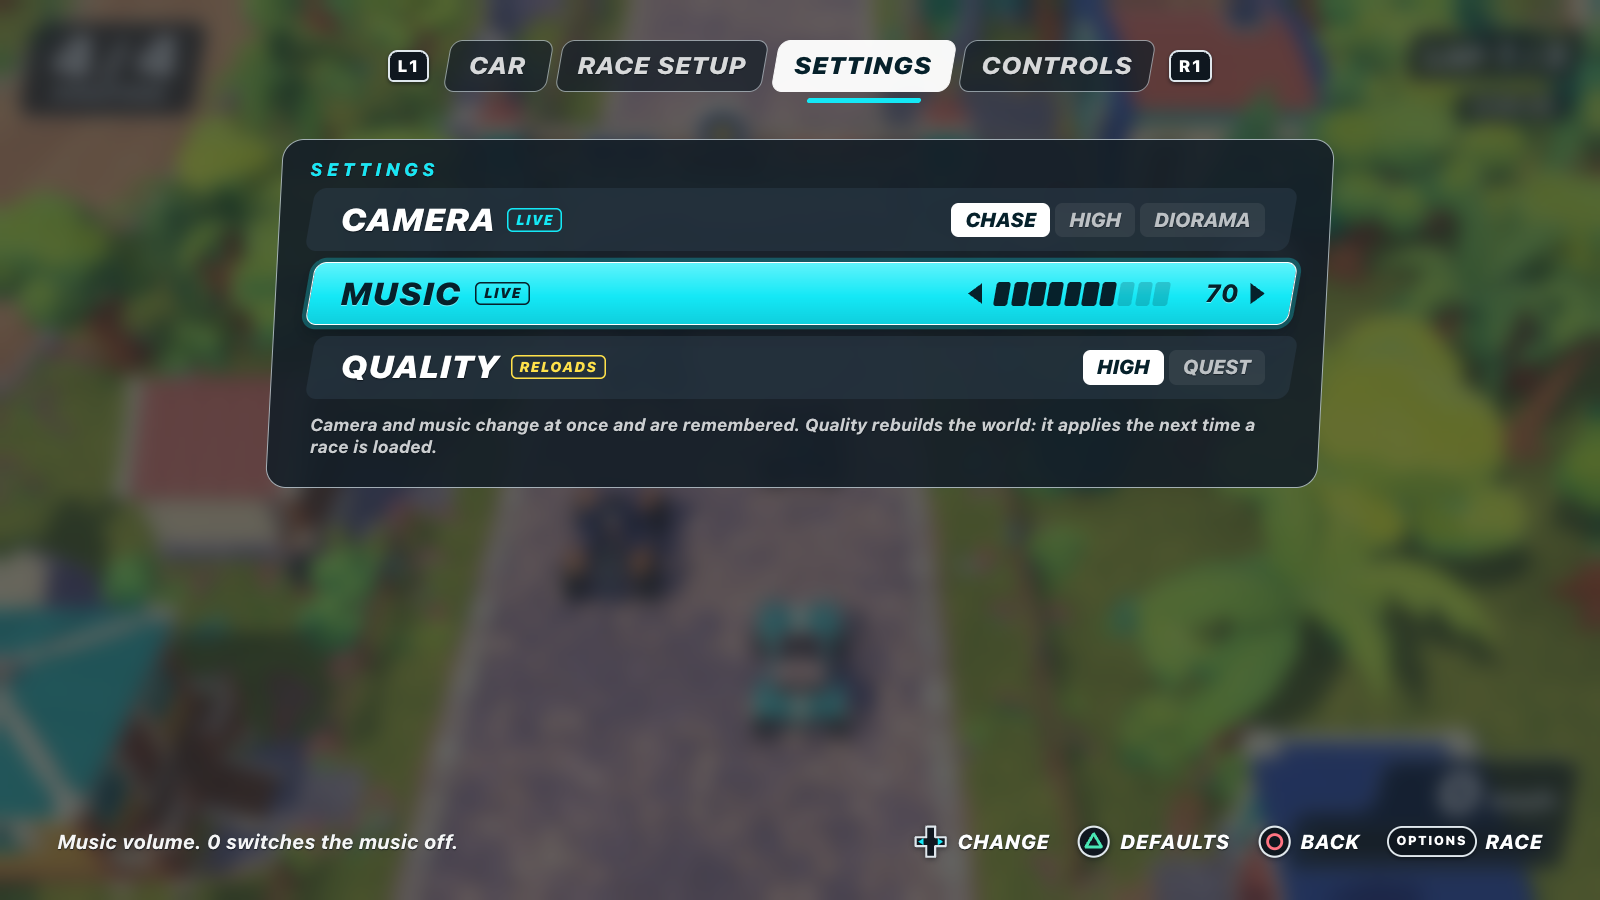 L1 CAR RACE SETUP SETTINGS CONTROLS R1
SETTINGS
CAMERA LIVE CHASE HIGH DIORAMA
MUSIC LIVE 70
QUALITY RELOADS HIGH QUEST
Camera and music change at once and are remembered. Quality rebuilds the world: it applies the next time a
race is loaded.
Music volume. 0 switches the music off. CHANGE DEFAULTS BACK OPTIONS RACE